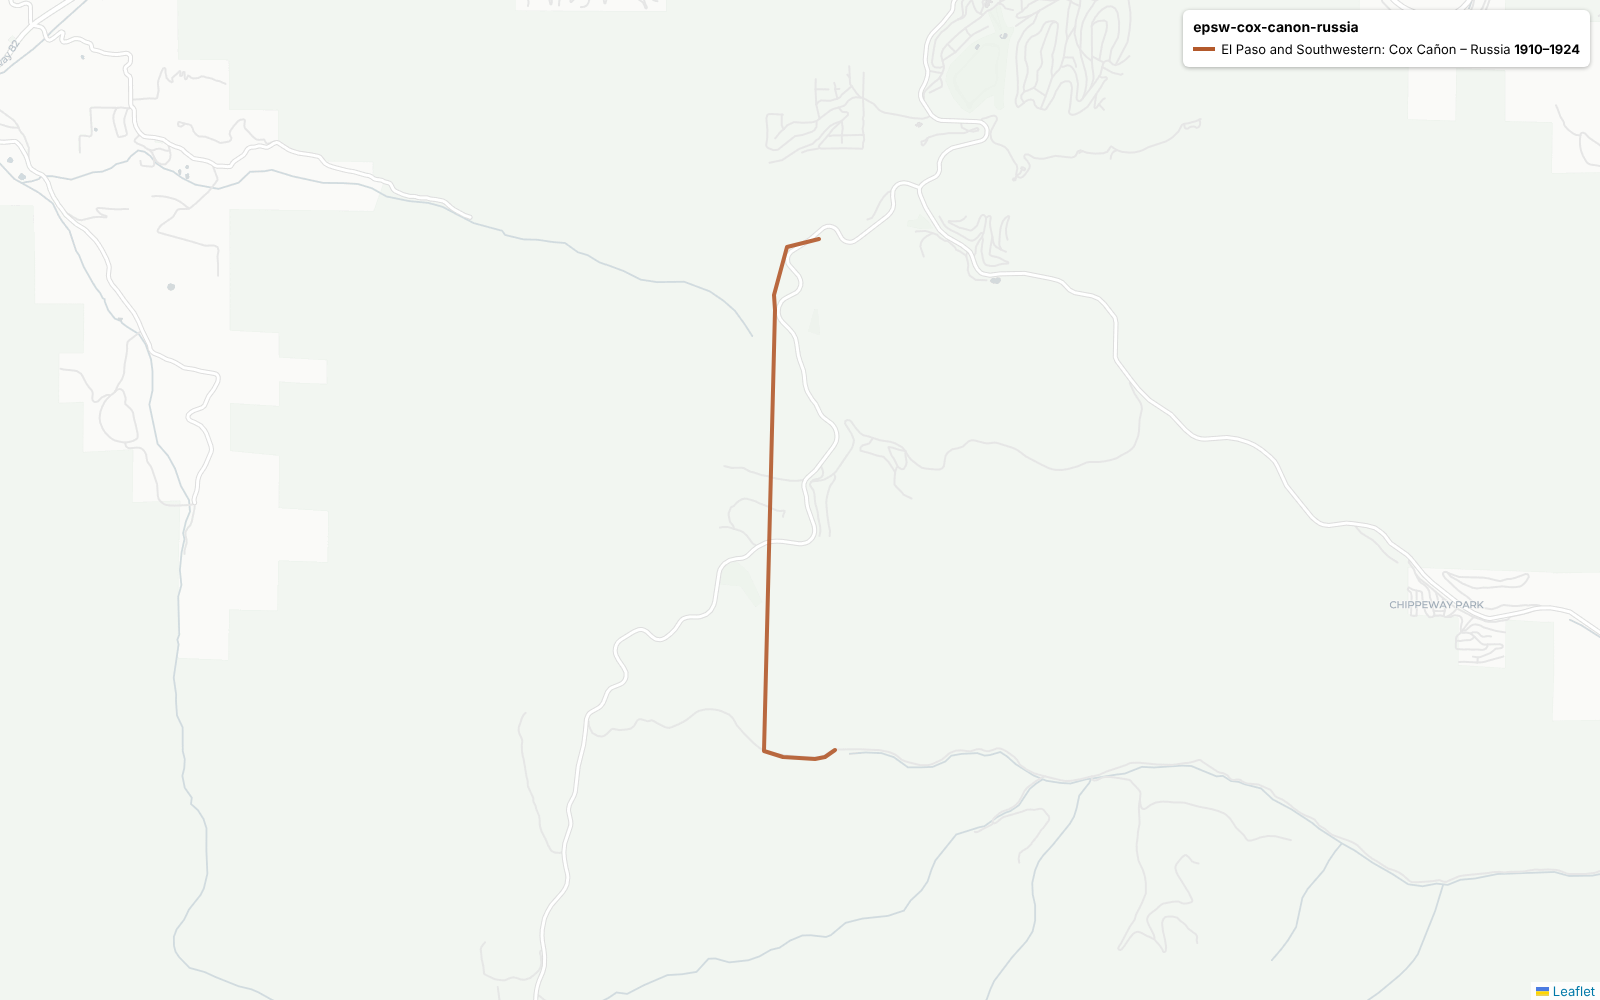 epsw-cox-canon-russia
El Paso and Southwestern: Cox Cañon – Russia 1910–1924
CHIPPEWAY PARK
Leaflet